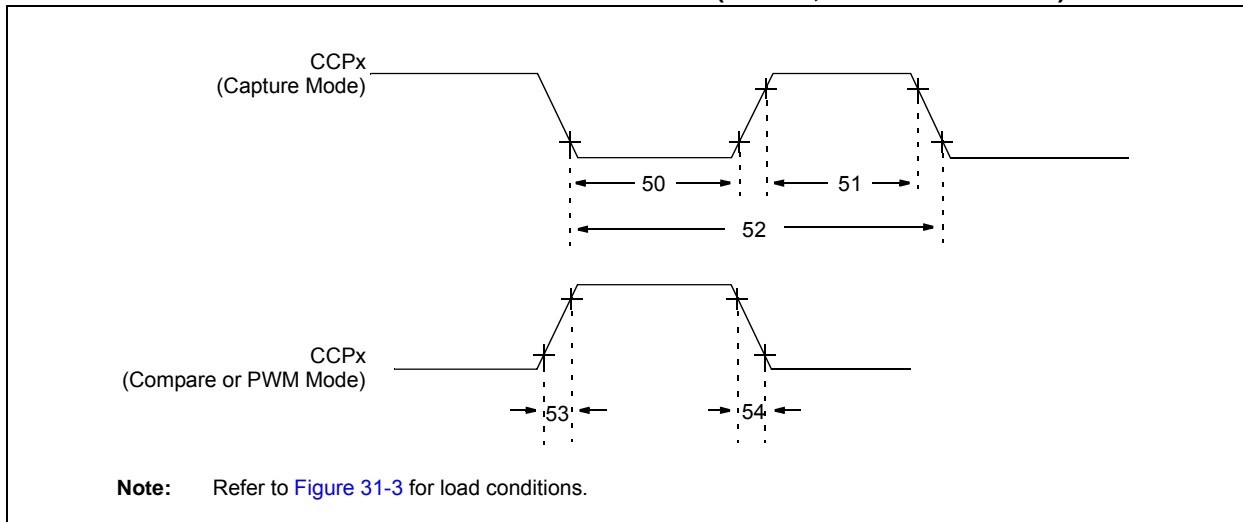 CCPx
(Capture Mode)
50
51
52
CCPx
(Compare or PWM Mode)
53
54
Note: Refer to Figure 31-3 for load conditions.